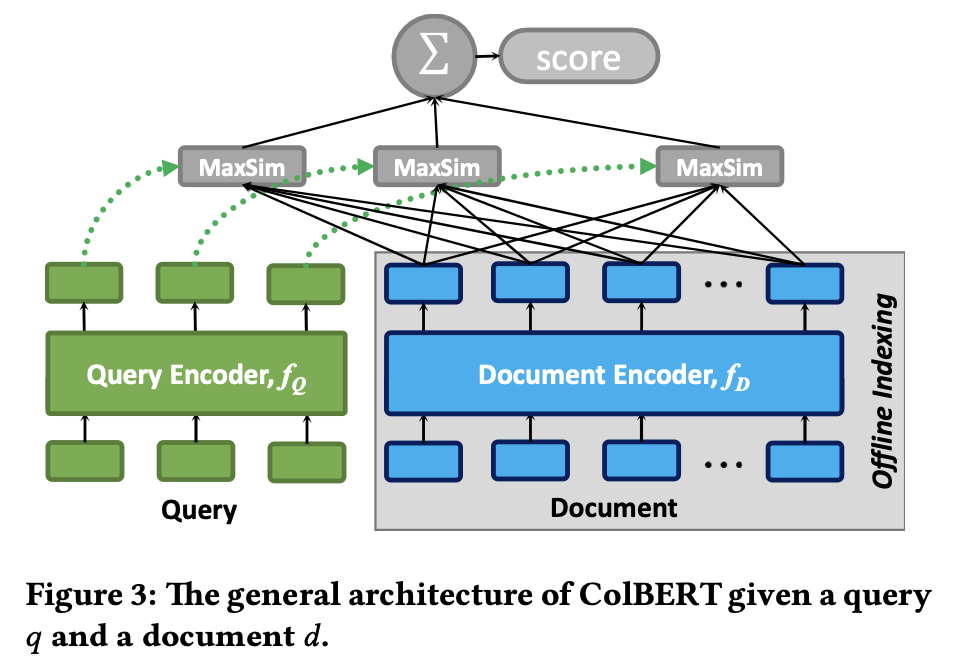 Σ
score
MaxSim MaxSim MaxSim
Query Encoder, f_Q
Document Encoder, f_D
Offline Indexing
...
...
Query
Document
Figure 3: The general architecture of ColBERT given a query
q and a document d.